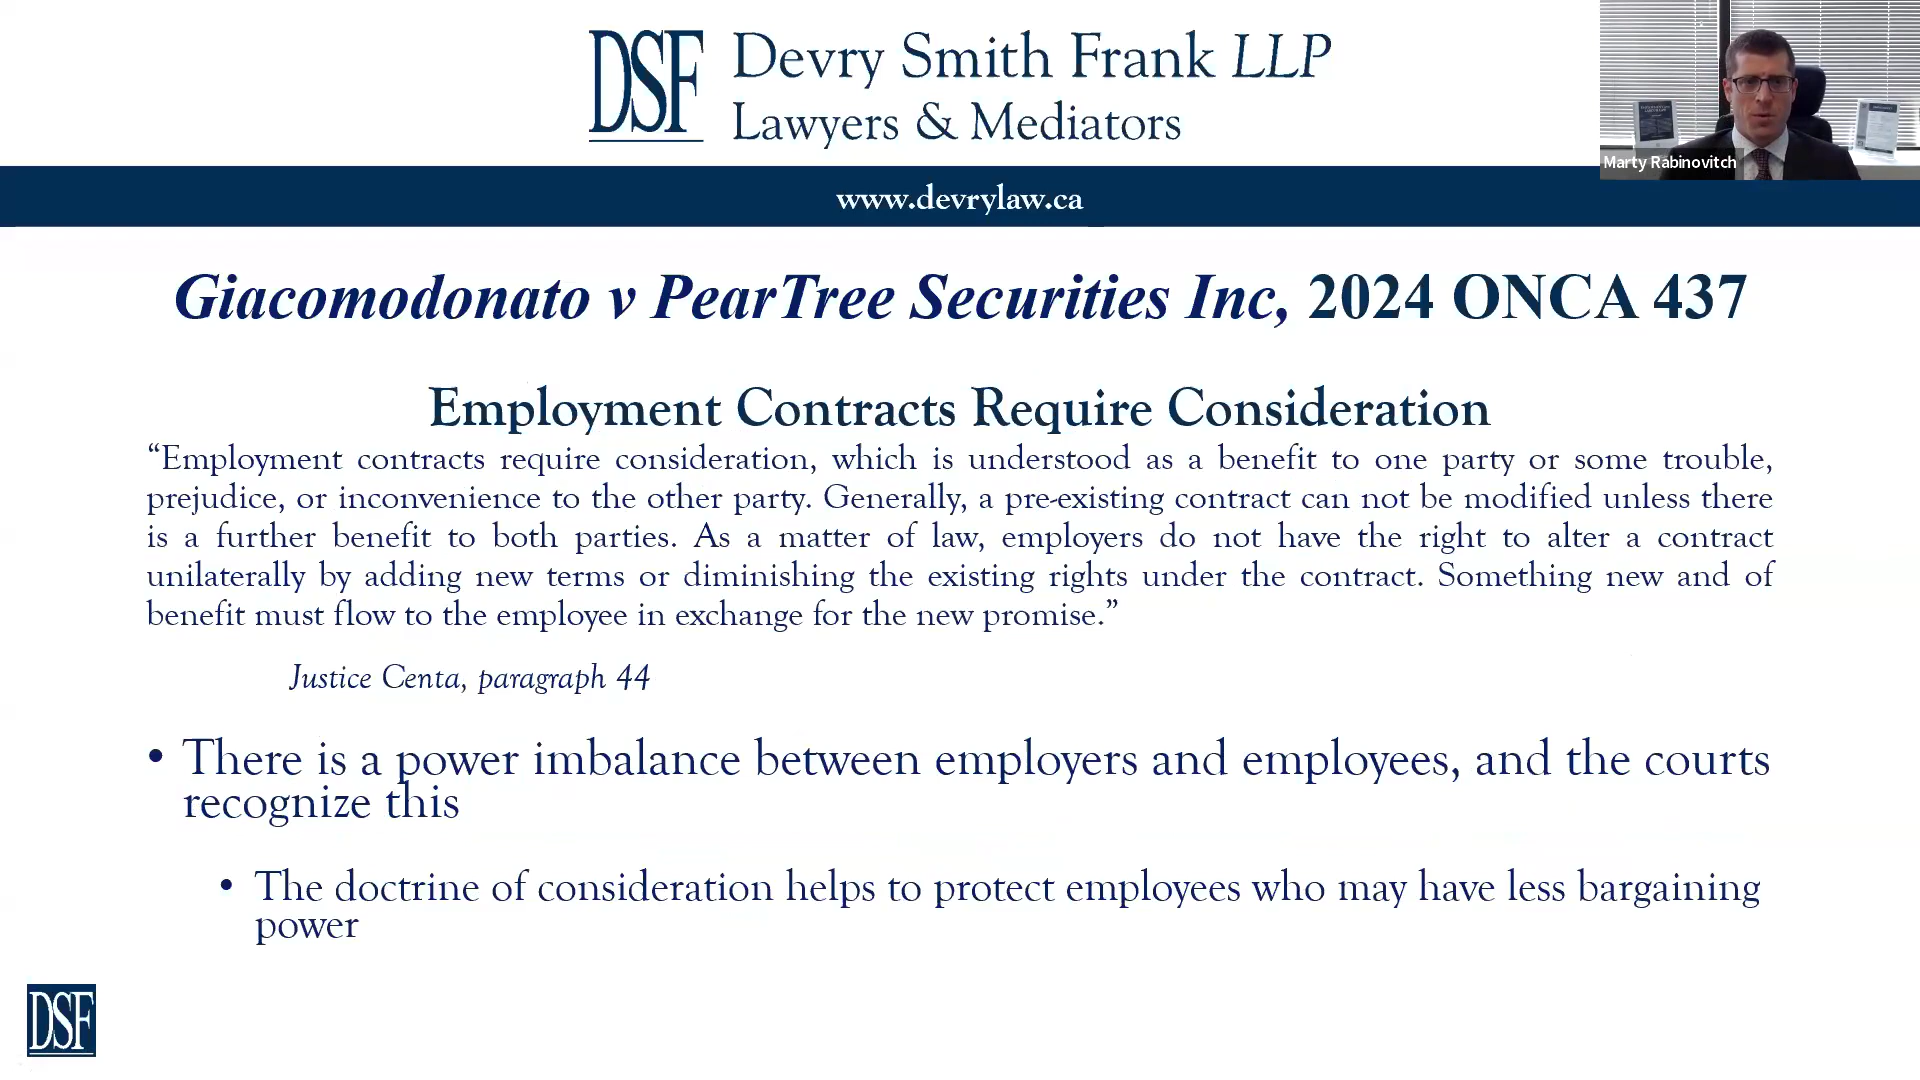 DSF
Devry Smith Frank LLP
Lawyers & Mediators
Marty Rabinovitch
www.devrylaw.ca
Giacomodonato v PearTree Securities Inc, 2024 ONCA 437
Employment Contracts Require Consideration
“Employment contracts require consideration, which is understood as a benefit to one party or some trouble,
prejudice, or inconvenience to the other party. Generally, a pre-existing contract can not be modified unless there
is a further benefit to both parties. As a matter of law, employers do not have the right to alter a contract
unilaterally by adding new terms or diminishing the existing rights under the contract. Something new and of
benefit must flow to the employee in exchange for the new promise.”
Justice Centa, paragraph 44
• There is a power imbalance between employers and employees, and the courts
recognize this
• The doctrine of consideration helps to protect employees who may have less bargaining
power
DSF